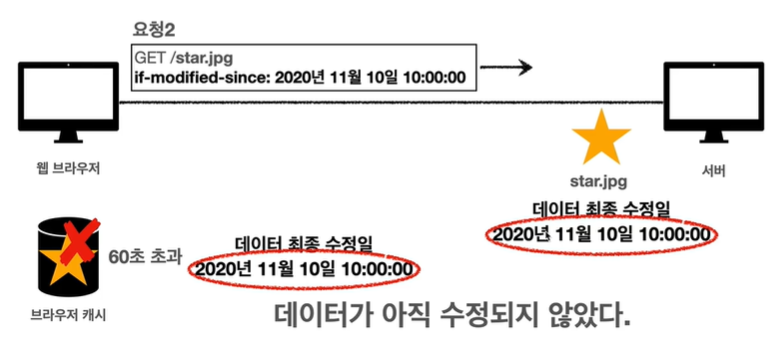 요청2
GET /star.jpg
if-modified-since: 2020년 11월 10일 10:00:00
웹 브라우저
서버
star.jpg
데이터 최종 수정일
2020년 11월 10일 10:00:00
60초 초과
데이터 최종 수정일
2020년 11월 10일 10:00:00
브라우저 캐시
데이터가 아직 수정되지 않았다.